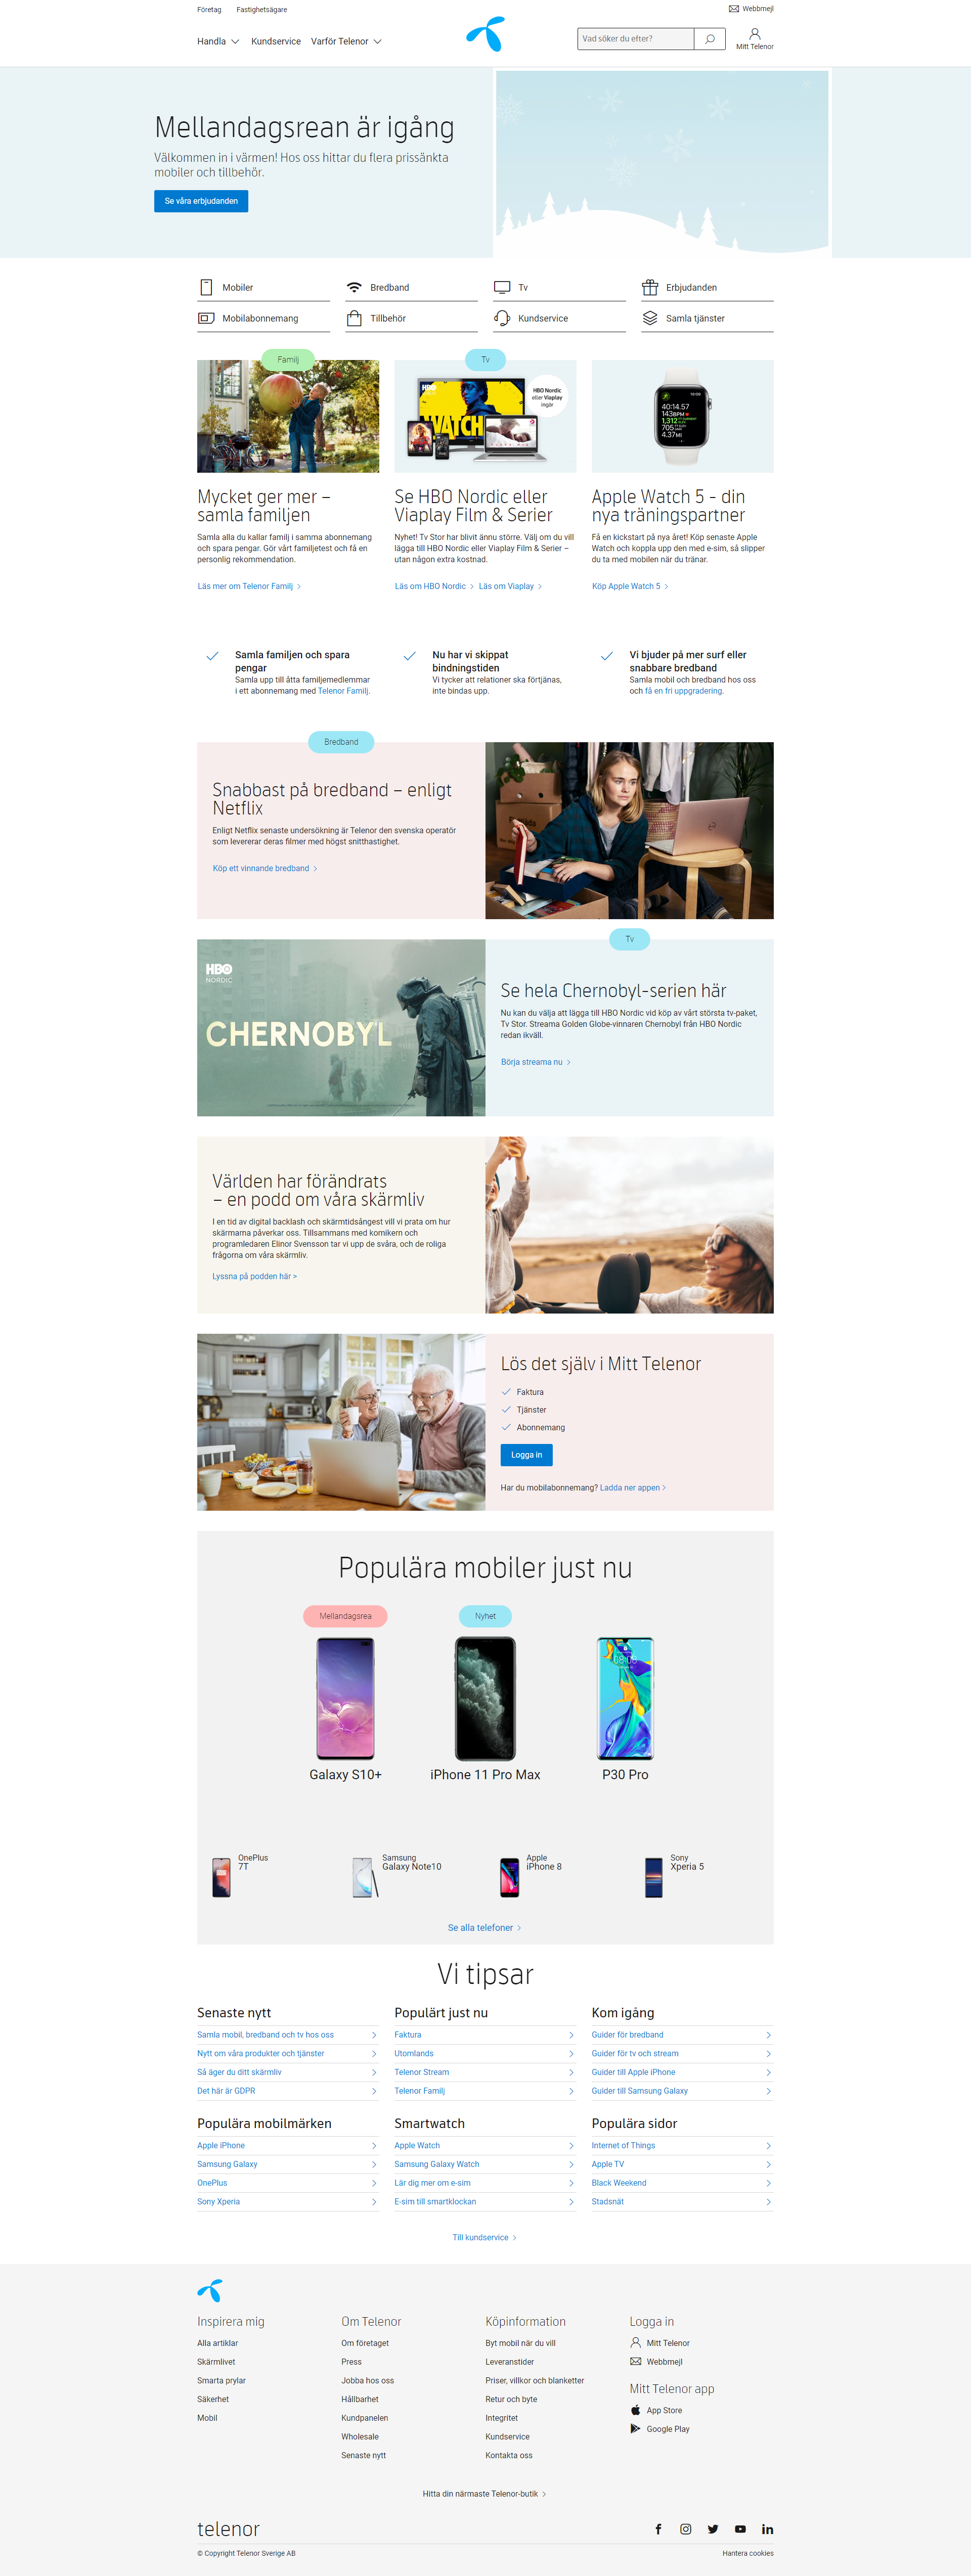 Företag
Fastighetsägare
Webbmejl
Handla
Kundservice
Varför Telenor
Vad söker du efter?
Mitt Telenor
Mellandagsrean är igång
Välkommen in i värmen! Hos oss hittar du flera prissänkta
mobiler och tillbehör.
Se våra erbjudanden
Mobiler
Bredband
Tv
Erbjudanden
Mobilabonnemang
Tillbehör
Kundservice
Samla tjänster
Familj
Mycket ger mer –
samla familjen
Samla alla du kallar familj i samma abonnemang
och spara pengar. Gör vårt familjetest och få en
personlig rekommendation.
Läs mer om Telenor Familj
Tv
HBO Nordic
eller Viaplay
ingår
WATCH
Se HBO Nordic eller
Viaplay Film & Serier
Nyhet! Tv Stor har blivit ännu större. Välj om du vill
lägga till HBO Nordic eller Viaplay Film & Serier –
utan någon extra kostnad.
Läs om HBO Nordic
Läs om Viaplay
40:14.57
143BPM
1,312
705
4.37MI
Apple Watch 5 - din
nya träningspartner
Få en kickstart på nya året! Köp senaste Apple
Watch och koppla upp den med e-sim, så slipper
du ta med mobilen när du tränar.
Köp Apple Watch 5
Samla familjen och spara
pengar
Samla upp till åtta familjemedlemmar
i ett abonnemang med Telenor Familj.
Nu har vi skippat
bindningstiden
Vi tycker att relationer ska förtjänas,
inte bindas upp.
Vi bjuder på mer surf eller
snabbare bredband
Samla mobil och bredband hos oss
och få en fri uppgradering.
Bredband
Snabbast på bredband – enligt
Netflix
Enligt Netflix senaste undersökning är Telenor den svenska operatör
som levererar deras filmer med högst snitthastighet.
Köp ett vinnande bredband
HBO
NORDIC
CHERNOBYL
Tv
Se hela Chernobyl-serien här
Nu kan du välja att lägga till HBO Nordic vid köp av vårt största tv-paket,
Tv Stor. Streama Golden Globe-vinnaren Chernobyl från HBO Nordic
redan ikväll.
Börja streama nu
Världen har förändrats
– en podd om våra skärmliv
I en tid av digital backlash och skärmtidsångest vill vi prata om hur
skärmarna påverkar oss. Tillsammans med komikern och
programledaren Elinor Svensson tar vi upp de svåra, och de roliga
frågorna om våra skärmliv.
Lyssna på podden här >
Lös det själv i Mitt Telenor
Faktura
Tjänster
Abonnemang
Logga in
Har du mobilabonnemang? Ladda ner appen
Populära mobiler just nu
Mellandagsrea
Galaxy S10+
Nyhet
iPhone 11 Pro Max
08:08
P30 Pro
OnePlus
7T
Samsung
Galaxy Note10
Apple
iPhone 8
Sony
Xperia 5
Se alla telefoner
Vi tipsar
Senaste nytt
Samla mobil, bredband och tv hos oss
Nytt om våra produkter och tjänster
Så äger du ditt skärmliv
Det här är GDPR
Populärt just nu
Faktura
Utomlands
Telenor Stream
Telenor Familj
Kom igång
Guider för bredband
Guider för tv och stream
Guider till Apple iPhone
Guider till Samsung Galaxy
Populära mobilmärken
Apple iPhone
Samsung Galaxy
OnePlus
Sony Xperia
Smartwatch
Apple Watch
Samsung Galaxy Watch
Lär dig mer om e-sim
E-sim till smartklockan
Populära sidor
Internet of Things
Apple TV
Black Weekend
Stadsnät
Till kundservice
Inspirera mig
Alla artiklar
Skärmlivet
Smarta prylar
Säkerhet
Mobil
Om Telenor
Om företaget
Press
Jobba hos oss
Hållbarhet
Kundpanelen
Wholesale
Senaste nytt
Köpinformation
Byt mobil när du vill
Leveranstider
Priser, villkor och blanketter
Retur och byte
Integritet
Kundservice
Kontakta oss
Logga in
Mitt Telenor
Webbmejl
Mitt Telenor app
App Store
Google Play
Hitta din närmaste Telenor-butik
telenor
© Copyright Telenor Sverige AB
Hantera cookies